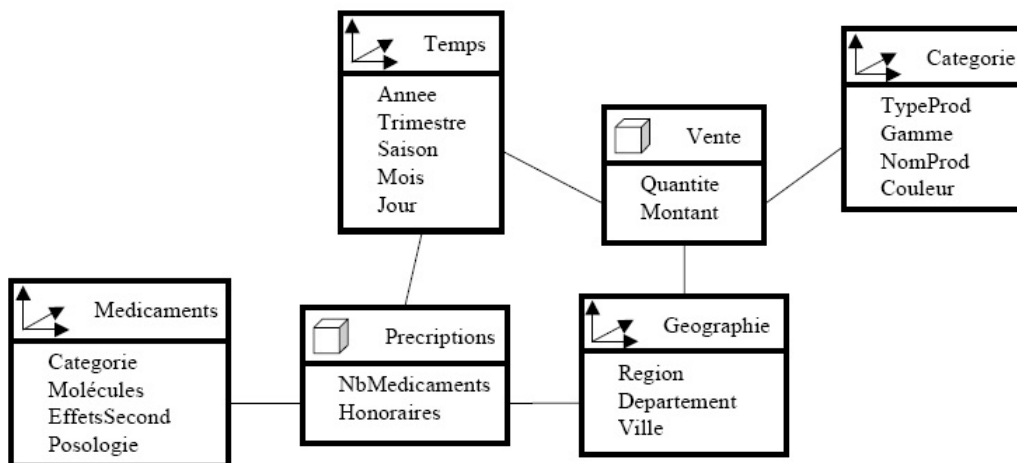 Temps
Annee
Trimestre
Saison
Mois
Jour
Vente
Quantite
Montant
Categorie
TypeProd
Gamme
NomProd
Couleur
Medicaments
Categorie
Molécules
EffetsSecond
Posologie
Precriptions
NbMedicaments
Honoraires
Geographie
Region
Departement
Ville